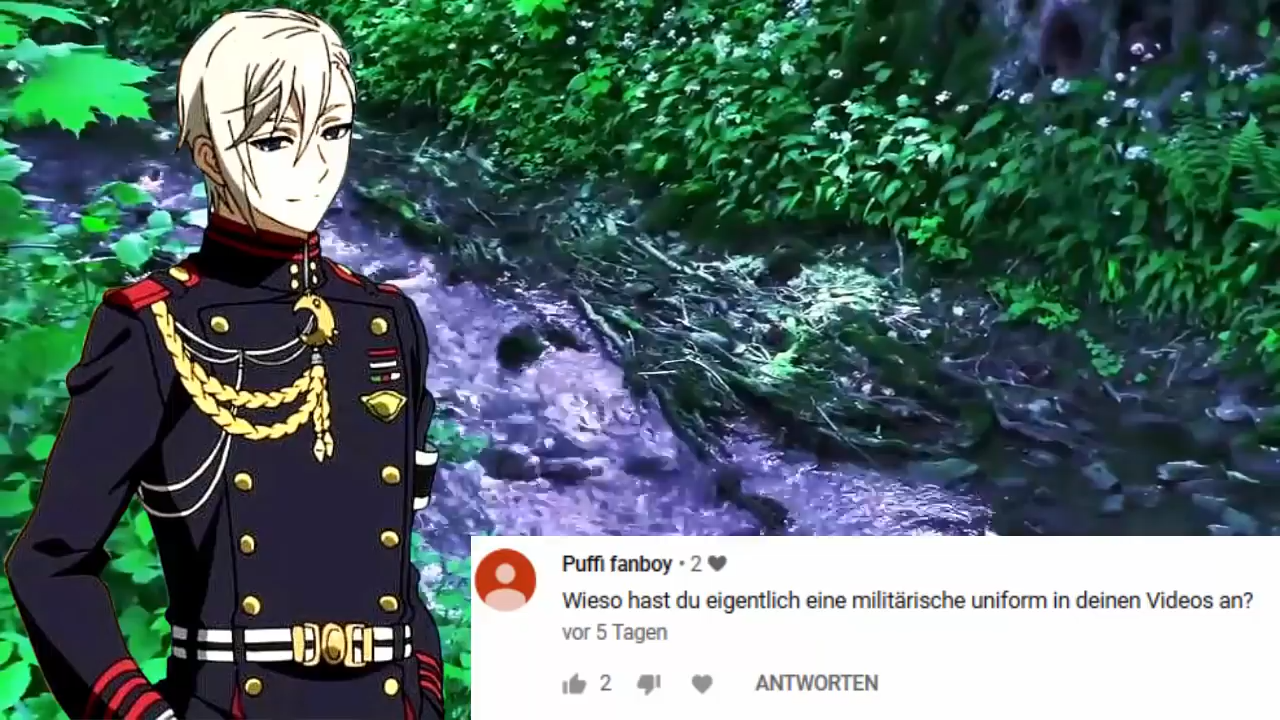 Puffi fanboy • 2
Wieso hast du eigentlich eine militärische uniform in deinen Videos an?
vor 5 Tagen
2 ANTWORTEN